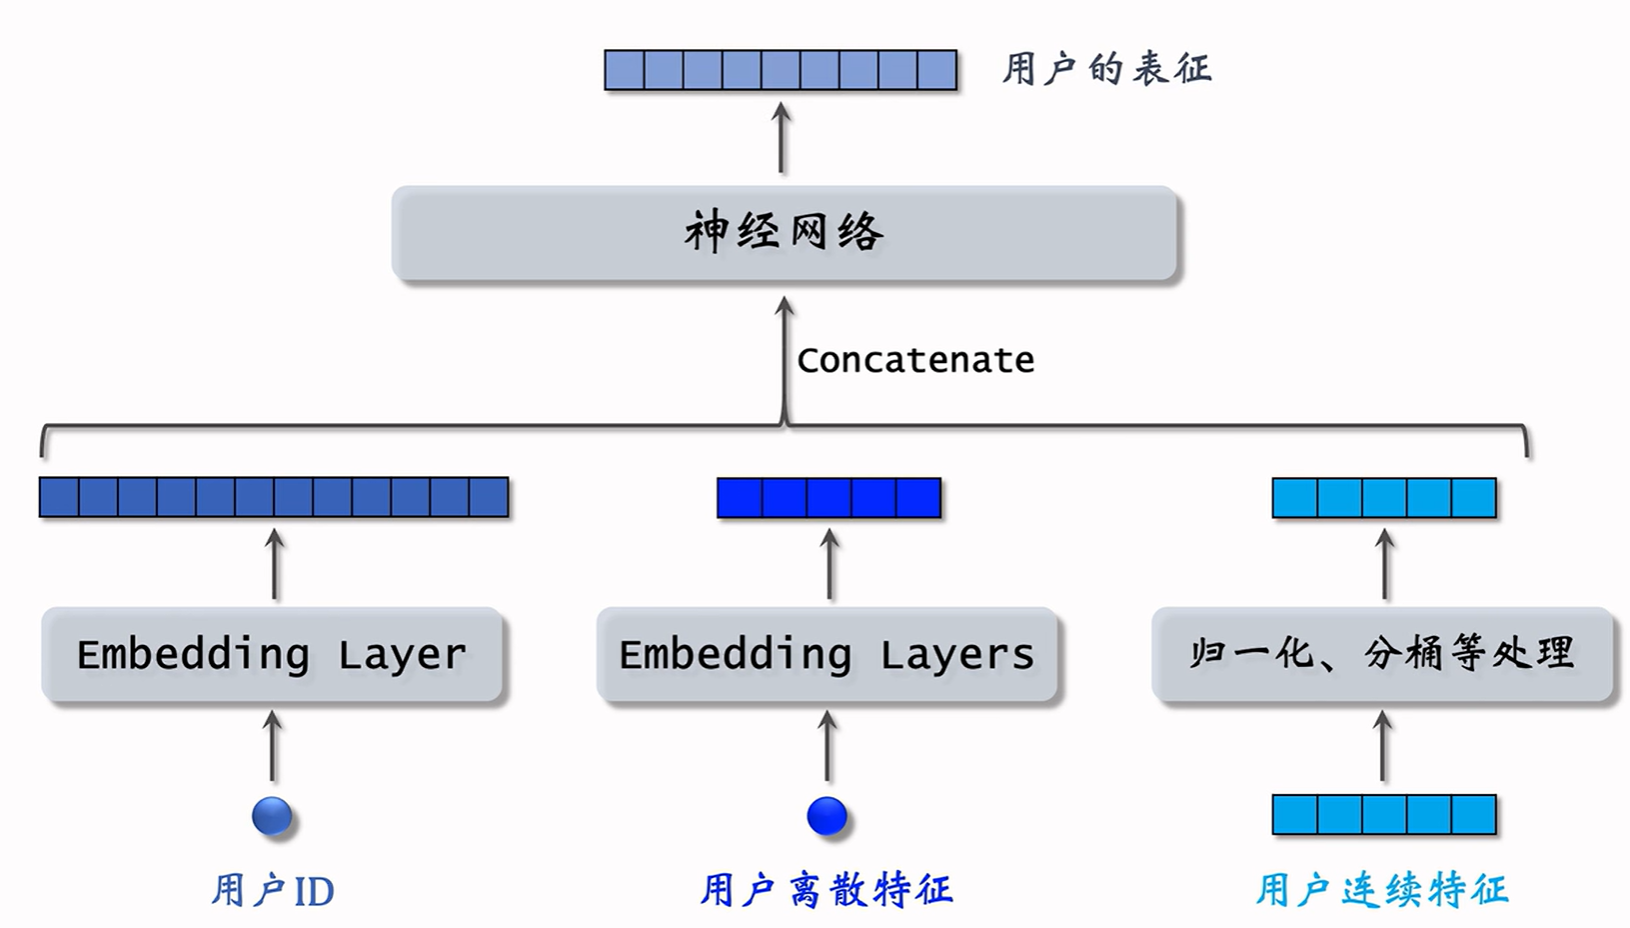 用户的表征
神经网络
Concatenate
Embedding Layer
Embedding Layers
归一化、分桶等处理
用户ID
用户离散特征
用户连续特征